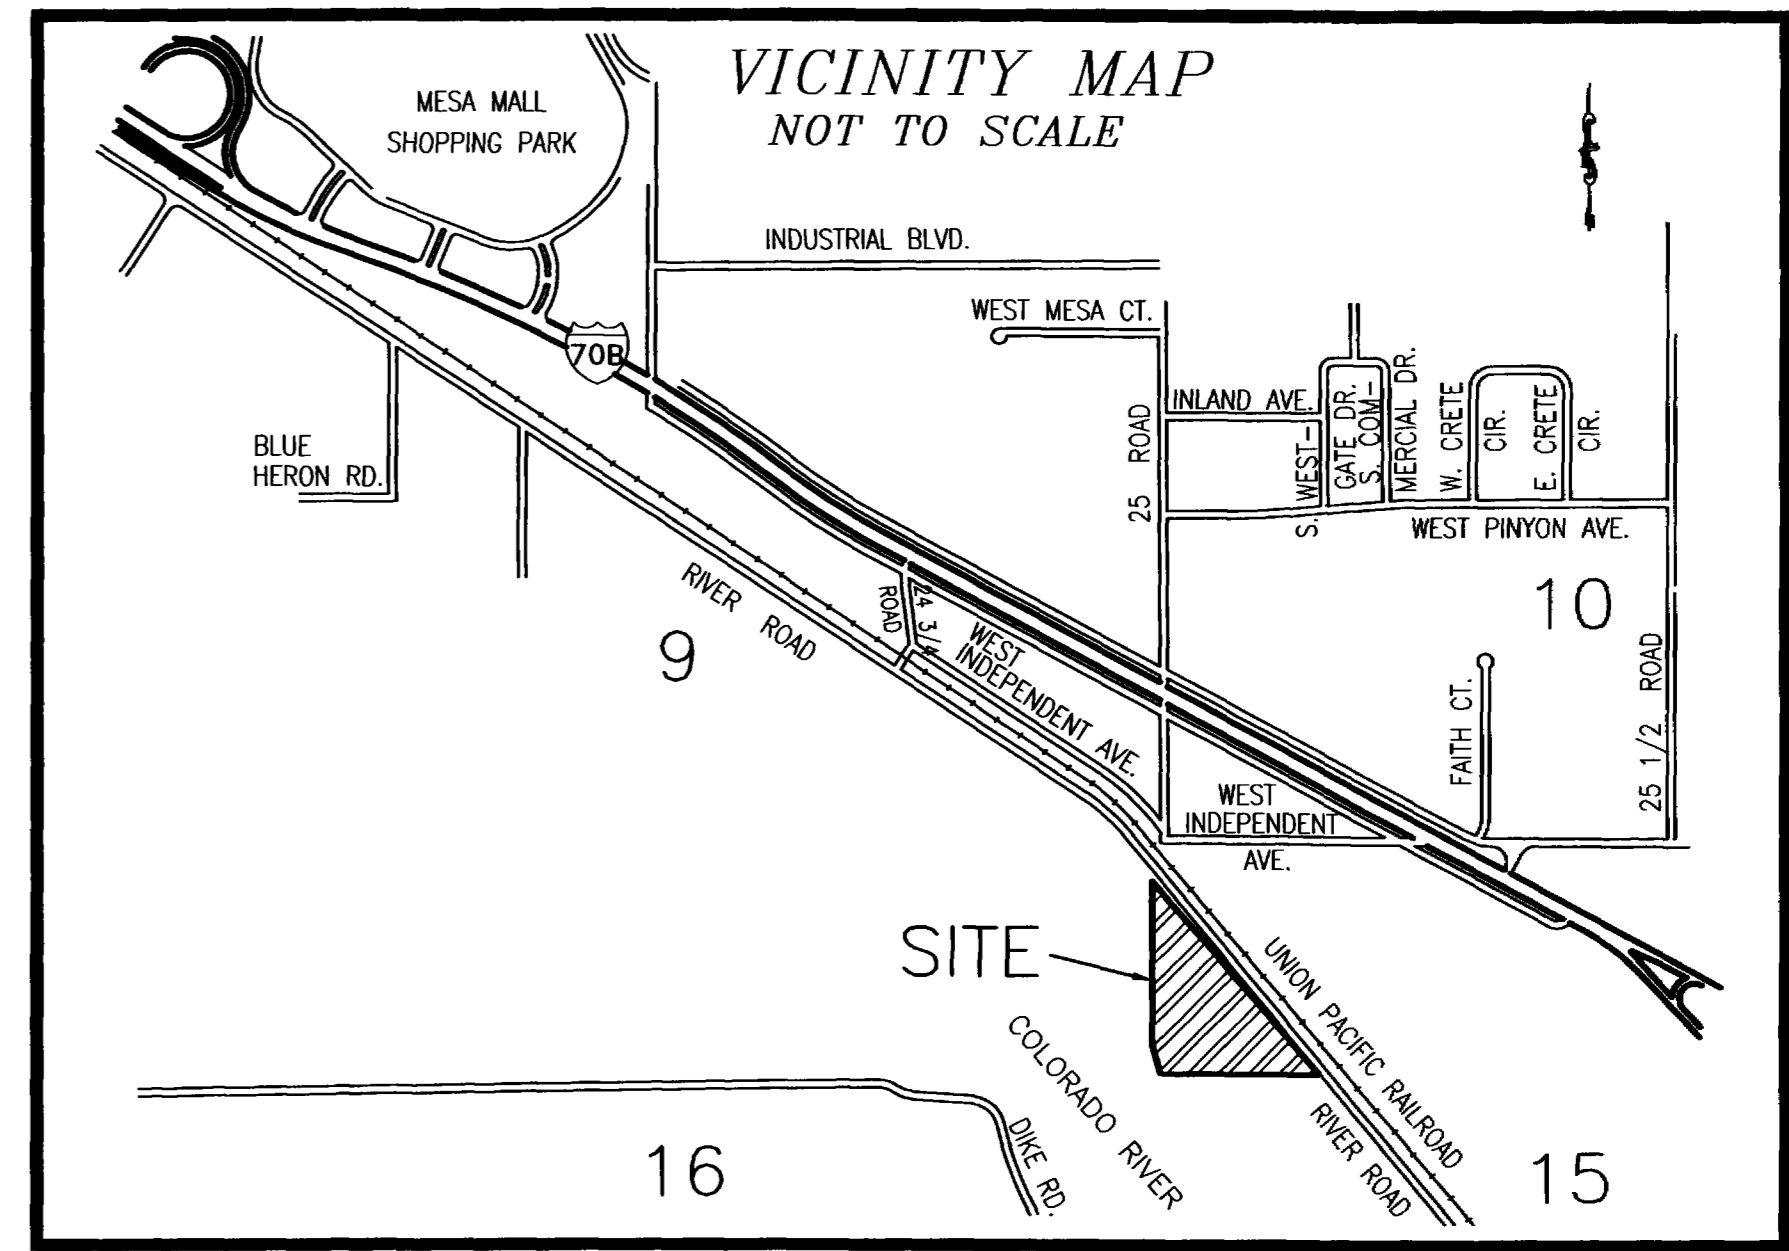 VICINITY MAP
NOT TO SCALE
MESA MALL
SHOPPING PARK
INDUSTRIAL BLVD.
WEST MESA CT.
70B
INLAND AVE.
25 ROAD
S. WEST-
GATE DR.
S. COM-
MERCIAL DR.
W. CRETE
CIR.
E. CRETE
CIR.
BLUE
HERON RD.
WEST PINYON AVE.
10
RIVER ROAD
24 3/4
ROAD
9
WEST
INDEPENDENT AVE.
FAITH CT.
25 1/2 ROAD
WEST
INDEPENDENT
AVE.
SITE
UNION PACIFIC RAILROAD
COLORADO RIVER
RIVER ROAD
DIKE RD.
16
15